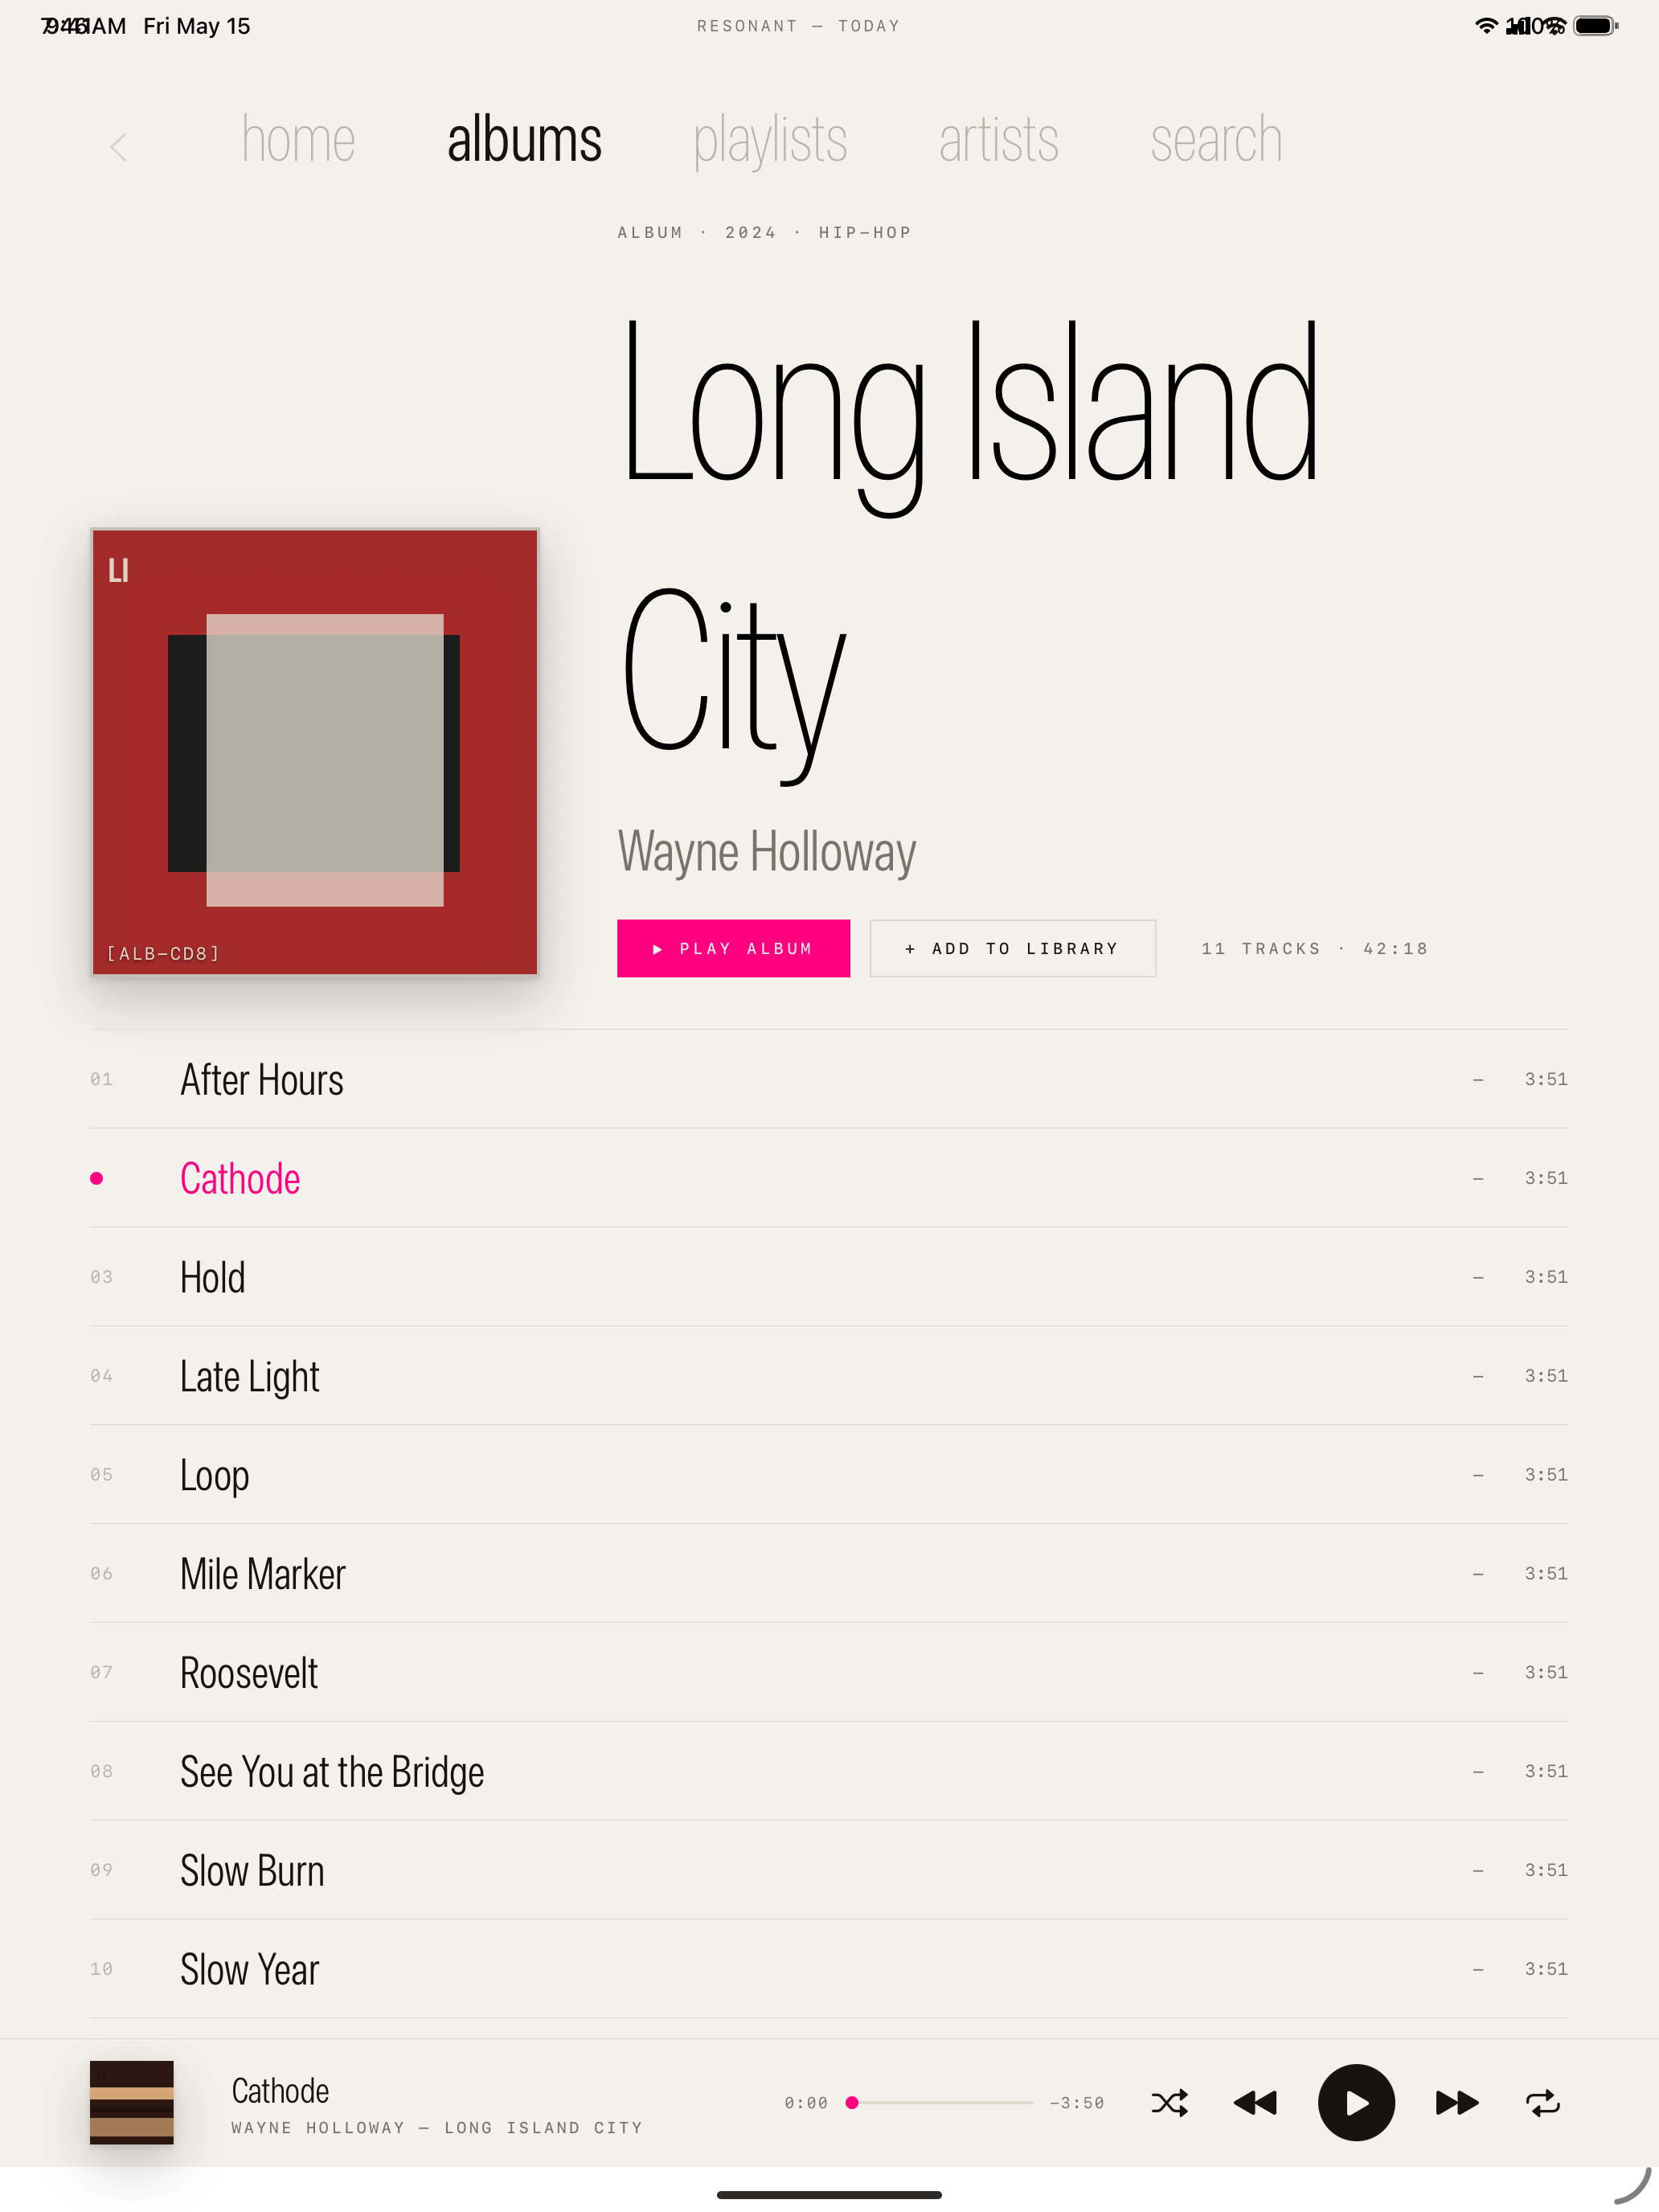 Fri May 15
RESONANT — TODAY
home albums playlists artists search
ALBUM · 2024 · HIP-HOP
Long Island
City
Wayne Holloway
LI
[ALB-CD8]
▶ PLAY ALBUM
+ ADD TO LIBRARY
11 TRACKS · 42:18
01 After Hours — 3:51
Cathode — 3:51
03 Hold — 3:51
04 Late Light — 3:51
05 Loop — 3:51
06 Mile Marker — 3:51
07 Roosevelt — 3:51
08 See You at the Bridge — 3:51
09 Slow Burn — 3:51
10 Slow Year — 3:51
Cathode
WAYNE HOLLOWAY — LONG ISLAND CITY
0:00 -3:50